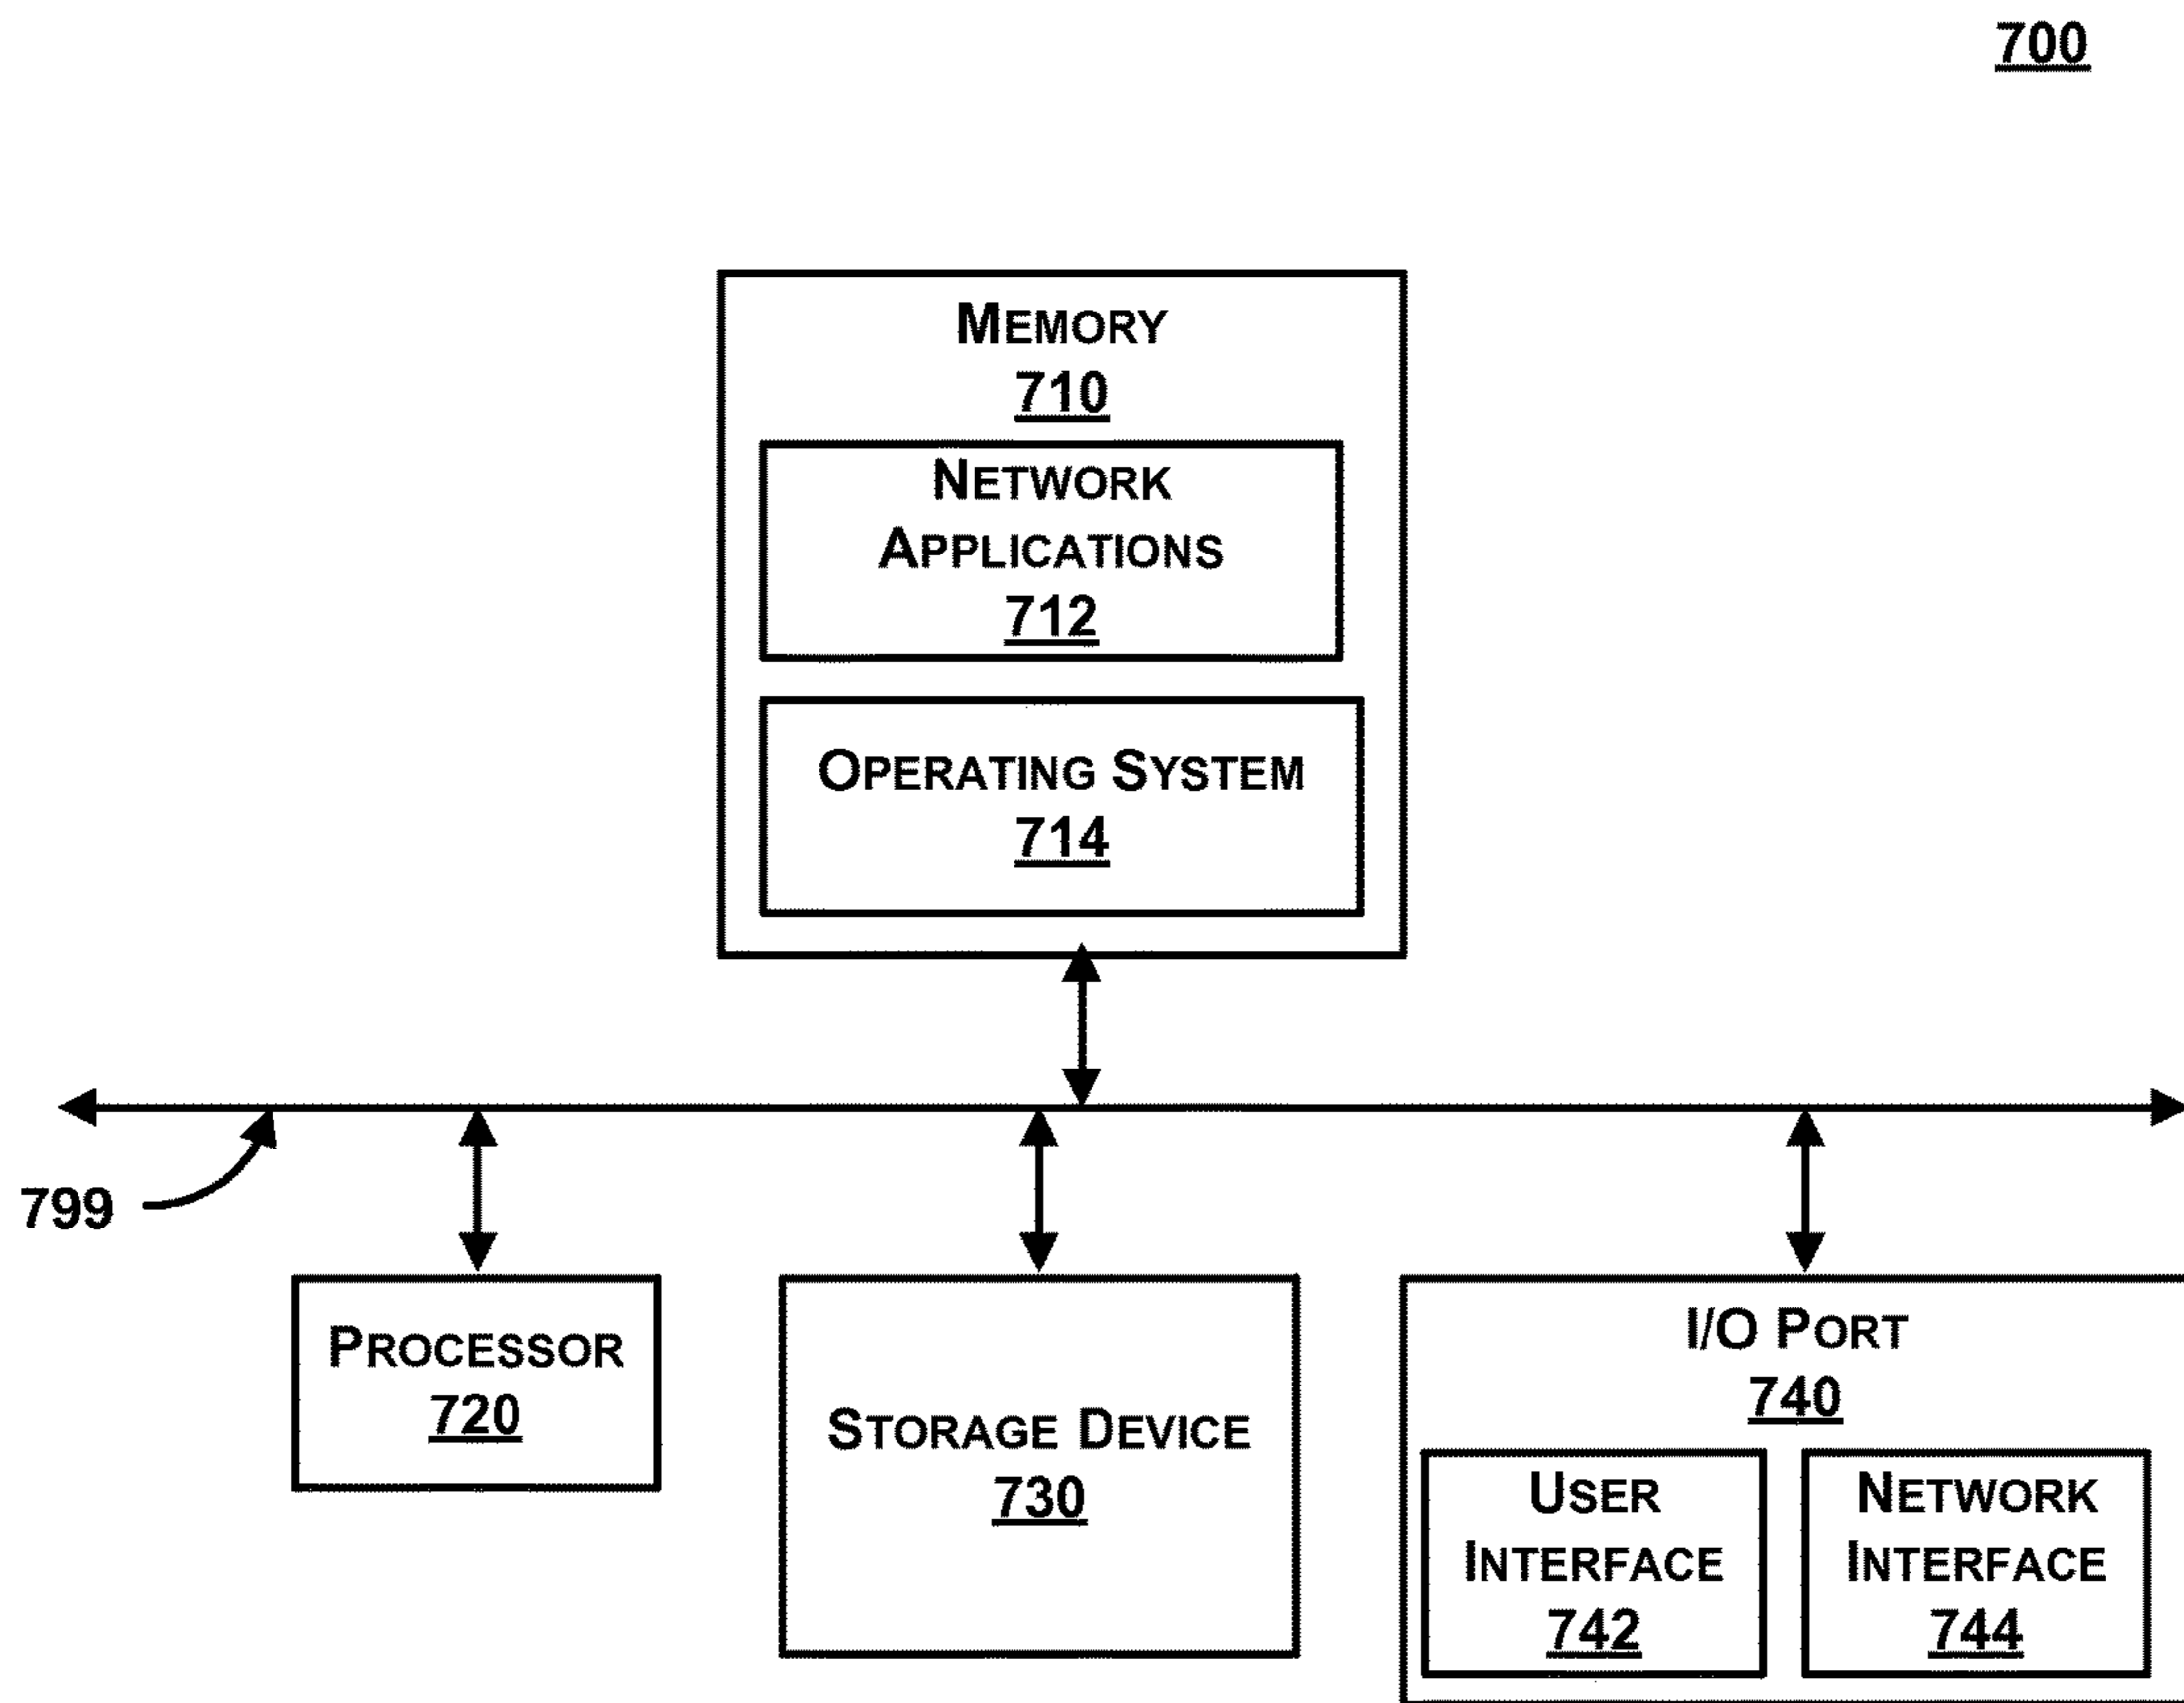 700
MEMORY
710
NETWORK
APPLICATIONS
712
OPERATING SYSTEM
714
799
PROCESSOR
720
STORAGE DEVICE
730
I/O PORT
740
USER
INTERFACE
742
NETWORK
INTERFACE
744